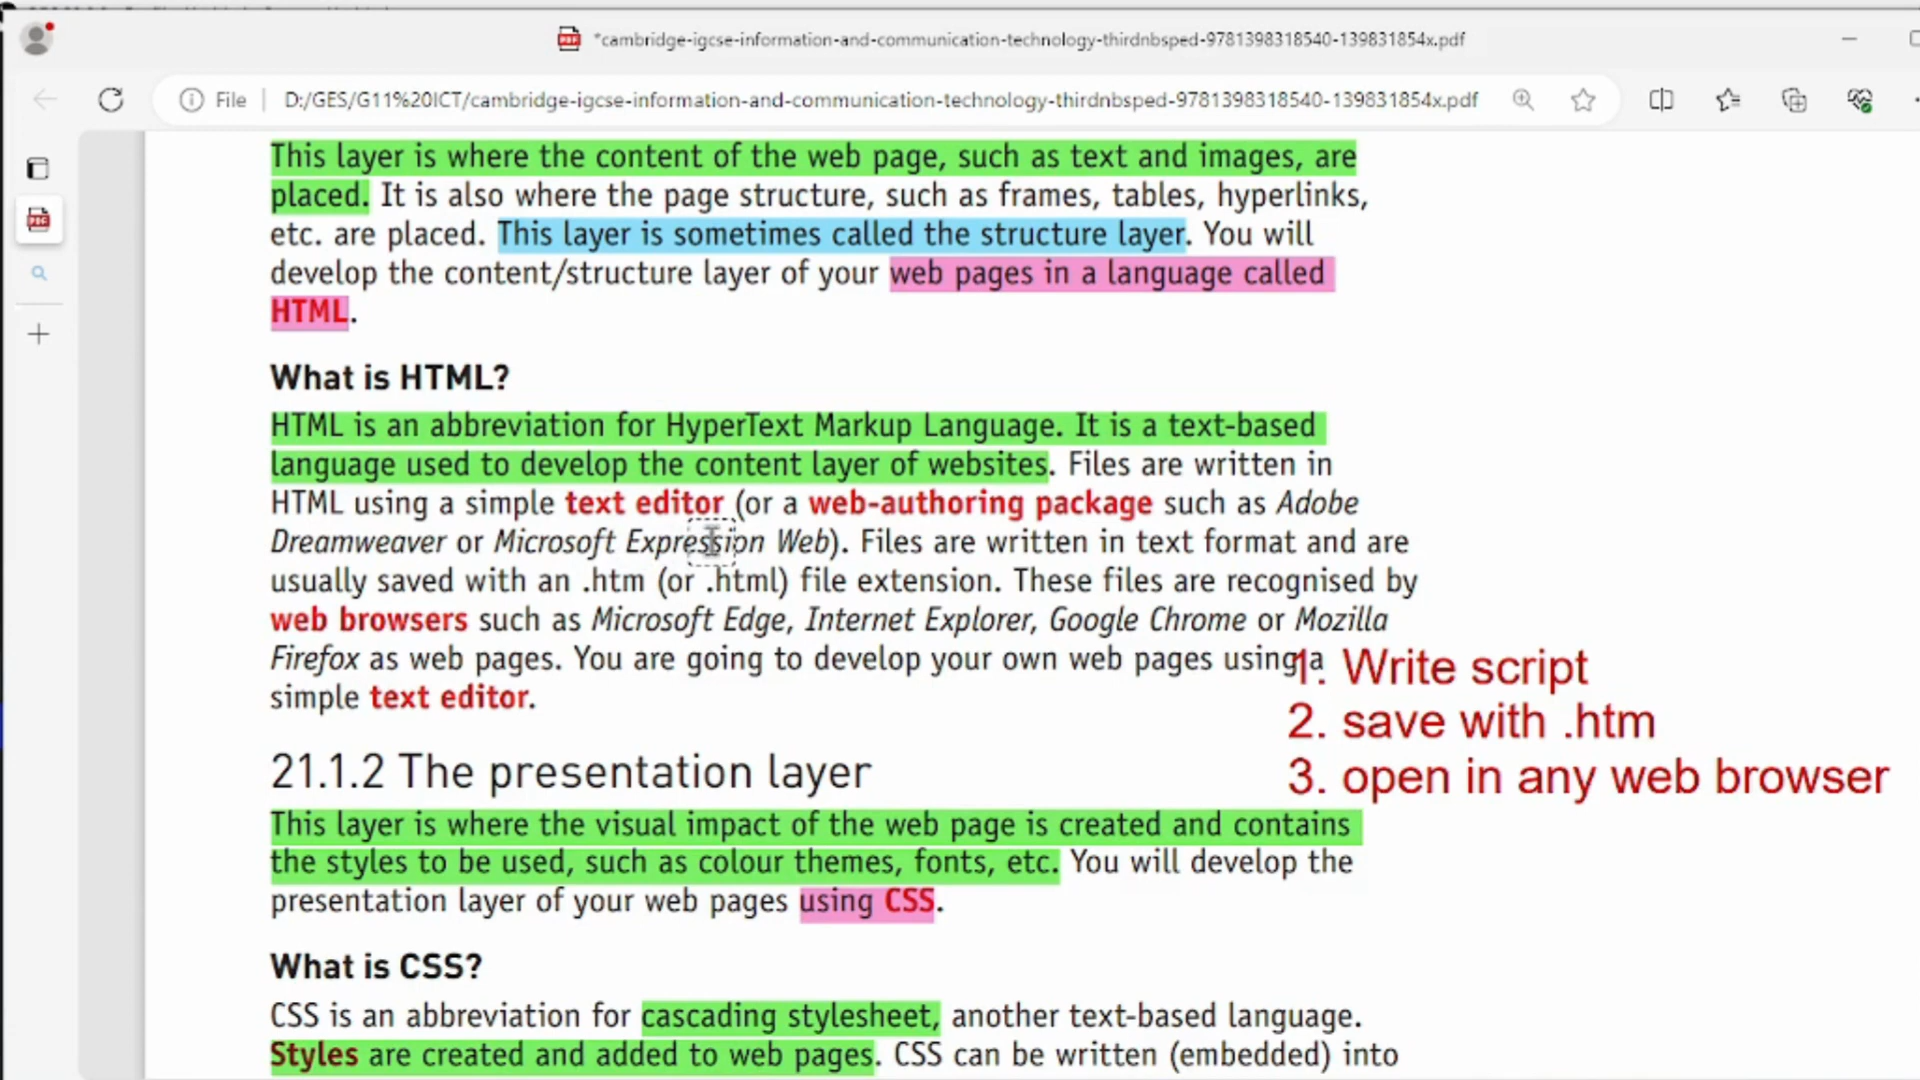 *cambridge-igcse-information-and-communication-technology-thirdnbsped-9781398318540-139831854x.pdf
File
D:/GES/G11%20ICT/cambridge-igcse-information-and-communication-technology-thirdnbsped-9781398318540-139831854x.pdf
This layer is where the content of the web page, such as text and images, are
placed. It is also where the page structure, such as frames, tables, hyperlinks,
etc. are placed. This layer is sometimes called the structure layer. You will
develop the content/structure layer of your web pages in a language called
HTML.
What is HTML?
HTML is an abbreviation for HyperText Markup Language. It is a text-based
language used to develop the content layer of websites. Files are written in
HTML using a simple text editor (or a web-authoring package such as Adobe
Dreamweaver or Microsoft Expression Web). Files are written in text format and are
usually saved with an .htm (or .html) file extension. These files are recognised by
web browsers such as Microsoft Edge, Internet Explorer, Google Chrome or Mozilla
Firefox as web pages. You are going to develop your own web pages using a
simple text editor.
1. Write script
2. save with .htm
3. open in any web browser
21.1.2 The presentation layer
This layer is where the visual impact of the web page is created and contains
the styles to be used, such as colour themes, fonts, etc. You will develop the
presentation layer of your web pages using CSS.
What is CSS?
CSS is an abbreviation for cascading stylesheet, another text-based language.
Styles are created and added to web pages. CSS can be written (embedded) into